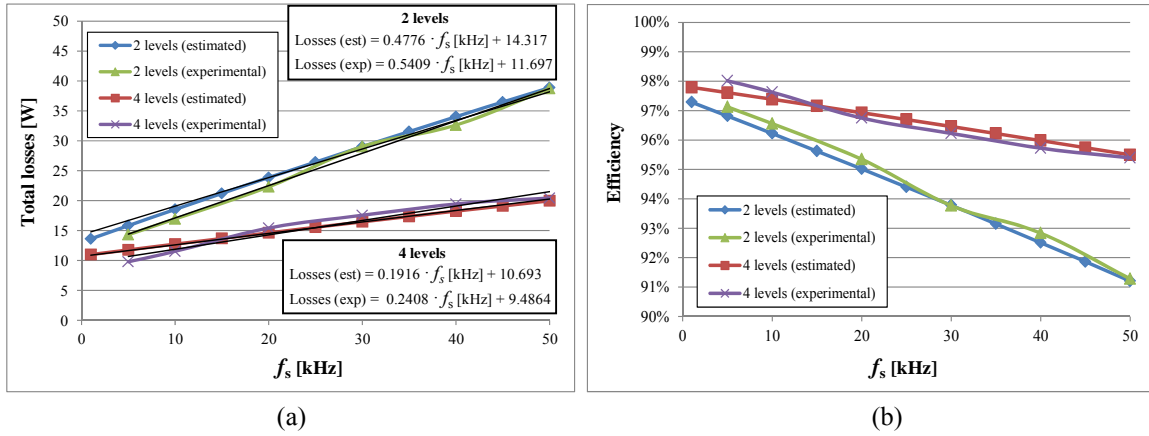 2 levels
Losses (est) = 0.4776 · fs [kHz] + 14.317
Losses (exp) = 0.5409 · fs [kHz] + 11.697
2 levels (estimated)
2 levels (experimental)
4 levels (estimated)
4 levels (experimental)
4 levels
Losses (est) = 0.1916 · fs [kHz] + 10.693
Losses (exp) = 0.2408 · fs [kHz] + 9.4864
Total losses [W]
50
45
40
35
30
25
20
15
10
5
0
0 10 20 30 40 50
fs [kHz]
(a)
Efficiency
100%
99%
98%
97%
96%
95%
94%
93%
92%
91%
90%
2 levels (estimated)
2 levels (experimental)
4 levels (estimated)
4 levels (experimental)
0 10 20 30 40 50
fs [kHz]
(b)